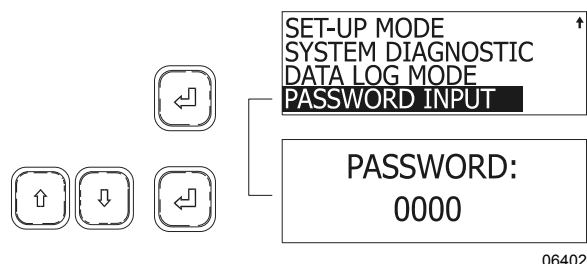 SET-UP MODE
SYSTEM DIAGNOSTIC
DATA LOG MODE
PASSWORD INPUT
PASSWORD:
0000
06402